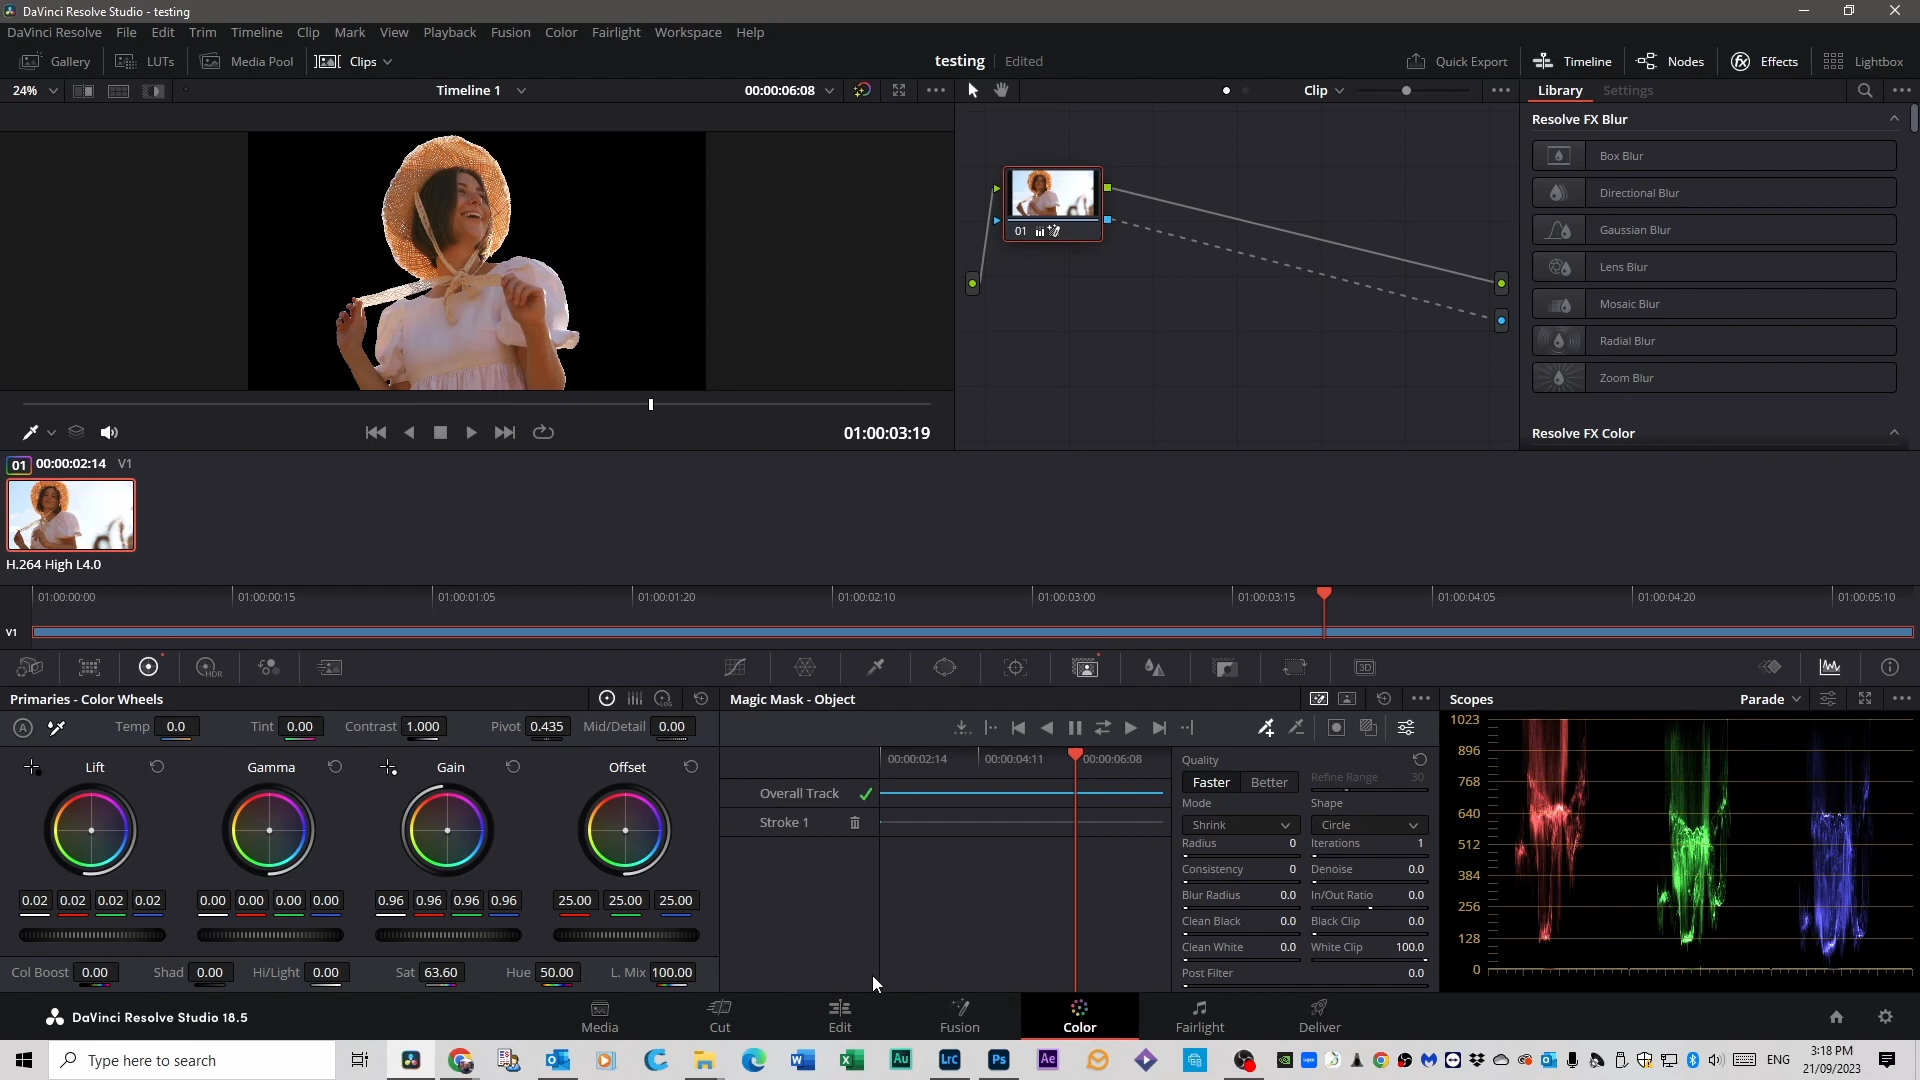 DaVinci Resolve Studio - testing
DaVinci Resolve File Edit Trim Timeline Clip Mark View Playback Fusion Color Fairlight Workspace Help
Gallery LUTs Media Pool Clips testing Edited Quick Export Timeline Nodes Effects Lightbox
24% Timeline 1 00:00:06:08 Clip Library Settings
Resolve FX Blur
Box Blur
Directional Blur
Gaussian Blur
Lens Blur
Mosaic Blur
Radial Blur
Zoom Blur
Resolve FX Color
01
01:00:03:19
01 00:00:02:14 V1
H.264 High L4.0
01:00:00:00 01:00:00:15 01:00:01:05 01:00:01:20 01:00:02:10 01:00:03:00 01:00:03:15 01:00:04:05 01:00:04:20 01:00:05:10
V1
HDR 3D
Primaries - Color Wheels LOG Magic Mask - Object Scopes Parade
A Temp 0.0 Tint 0.00 Contrast 1.000 Pivot 0.435 Mid/Detail 0.00
Lift Gamma Gain Offset
0.02 0.02 0.02 0.02 0.00 0.00 0.00 0.00 0.96 0.96 0.96 0.96 25.00 25.00 25.00
Col Boost 0.00 Shad 0.00 Hi/Light 0.00 Sat 63.60 Hue 50.00 L. Mix 100.00
00:00:02:14 00:00:04:11 00:00:06:08
Overall Track
Stroke 1
Quality
Faster Better Refine Range 30
Mode Shape
Shrink Circle
Radius 0 Iterations 1
Consistency 0 Denoise 0.0
Blur Radius 0.0 In/Out Ratio 0.0
Clean Black 0.0 Black Clip 0.0
Clean White 0.0 White Clip 100.0
Post Filter 0.0
1023
896
768
640
512
384
256
128
0
DaVinci Resolve Studio 18.5
Media Cut Edit Fusion Color Fairlight Deliver
Type here to search
Au Lrc Ps Ae
ENG
3:18 PM
21/09/2023